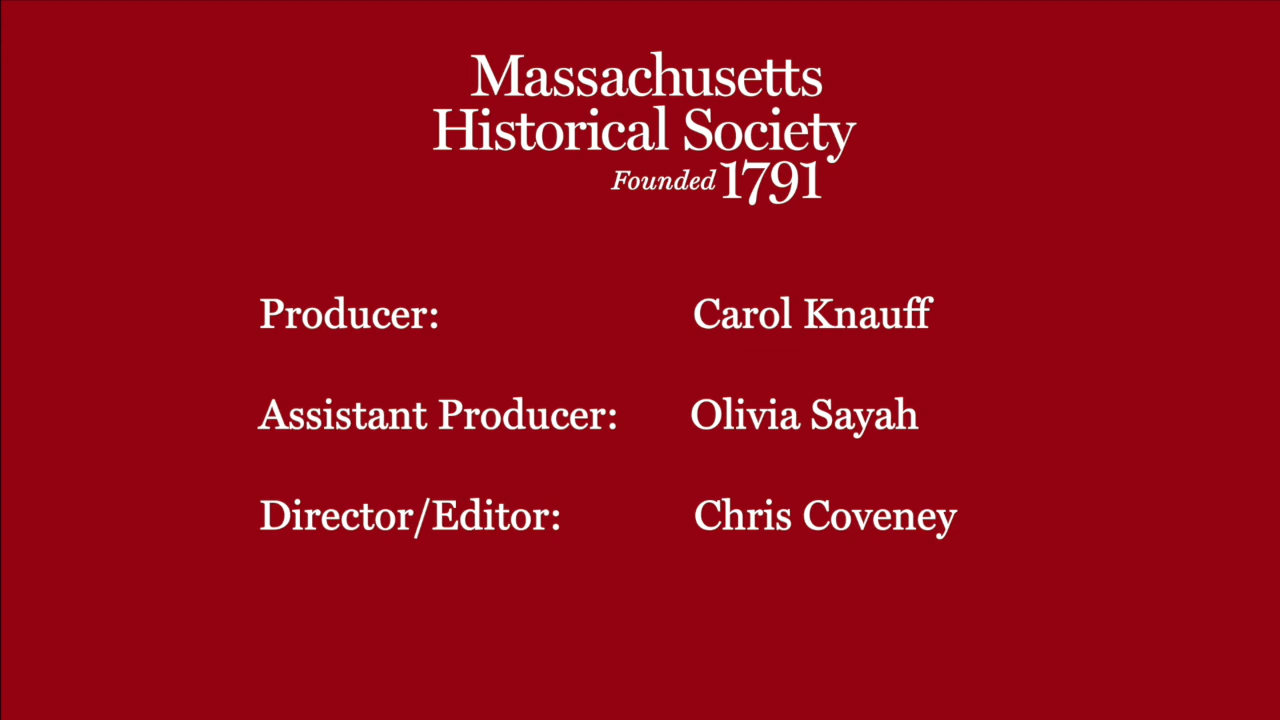 Massachusetts
Historical Society
Founded 1791
Producer: Carol Knauff
Assistant Producer: Olivia Sayah
Director/Editor: Chris Coveney